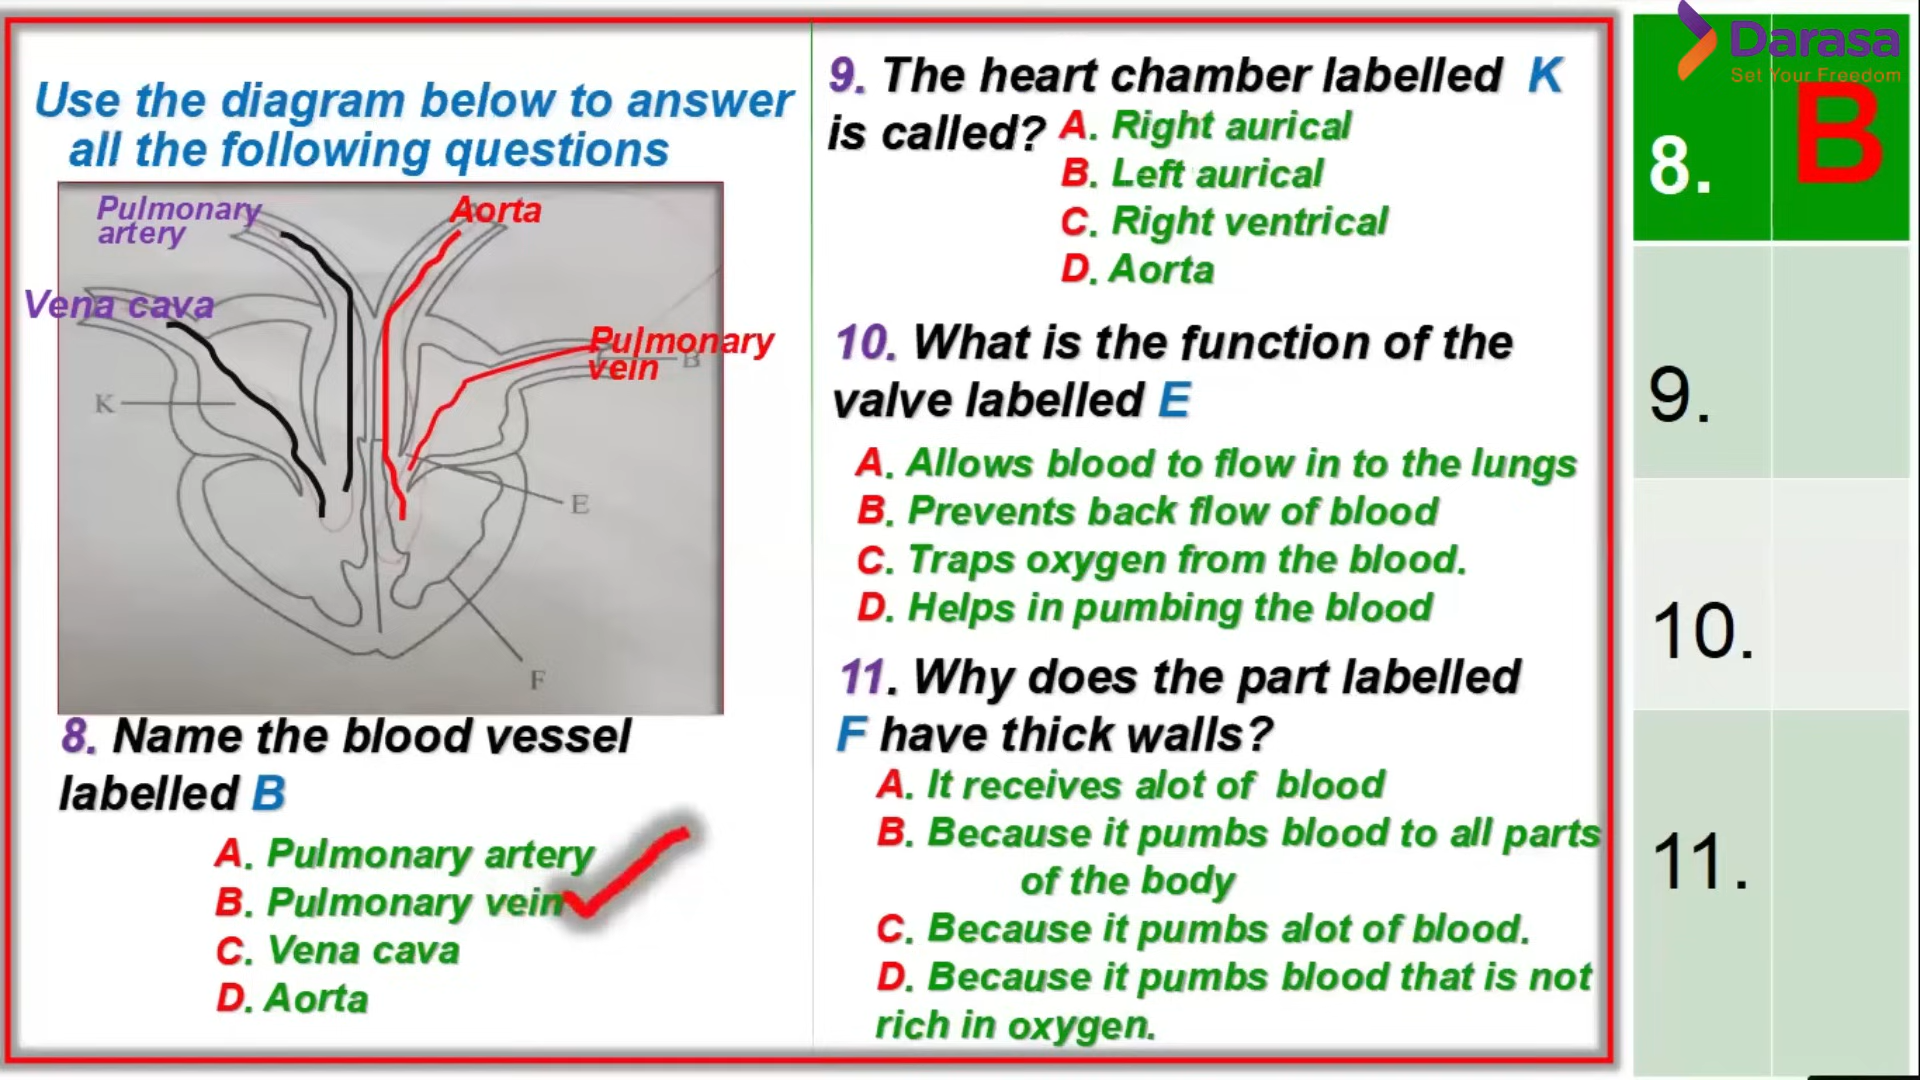 Use the diagram below to answer
all the following questions
Pulmonary
artery
Aorta
Vena cava
Pulmonary
vein
B
K
E
F
8. Name the blood vessel
labelled B
A. Pulmonary artery
B. Pulmonary vein
C. Vena cava
D. Aorta
9. The heart chamber labelled K
is called?
A. Right aurical
B. Left aurical
C. Right ventrical
D. Aorta
10. What is the function of the
valve labelled E
A. Allows blood to flow in to the lungs
B. Prevents back flow of blood
C. Traps oxygen from the blood.
D. Helps in pumbing the blood
11. Why does the part labelled
F have thick walls?
A. It receives alot of blood
B. Because it pumbs blood to all parts
of the body
C. Because it pumbs alot of blood.
D. Because it pumbs blood that is not
rich in oxygen.
Darasa
Set Your Freedom
8. B
9.
10.
11.